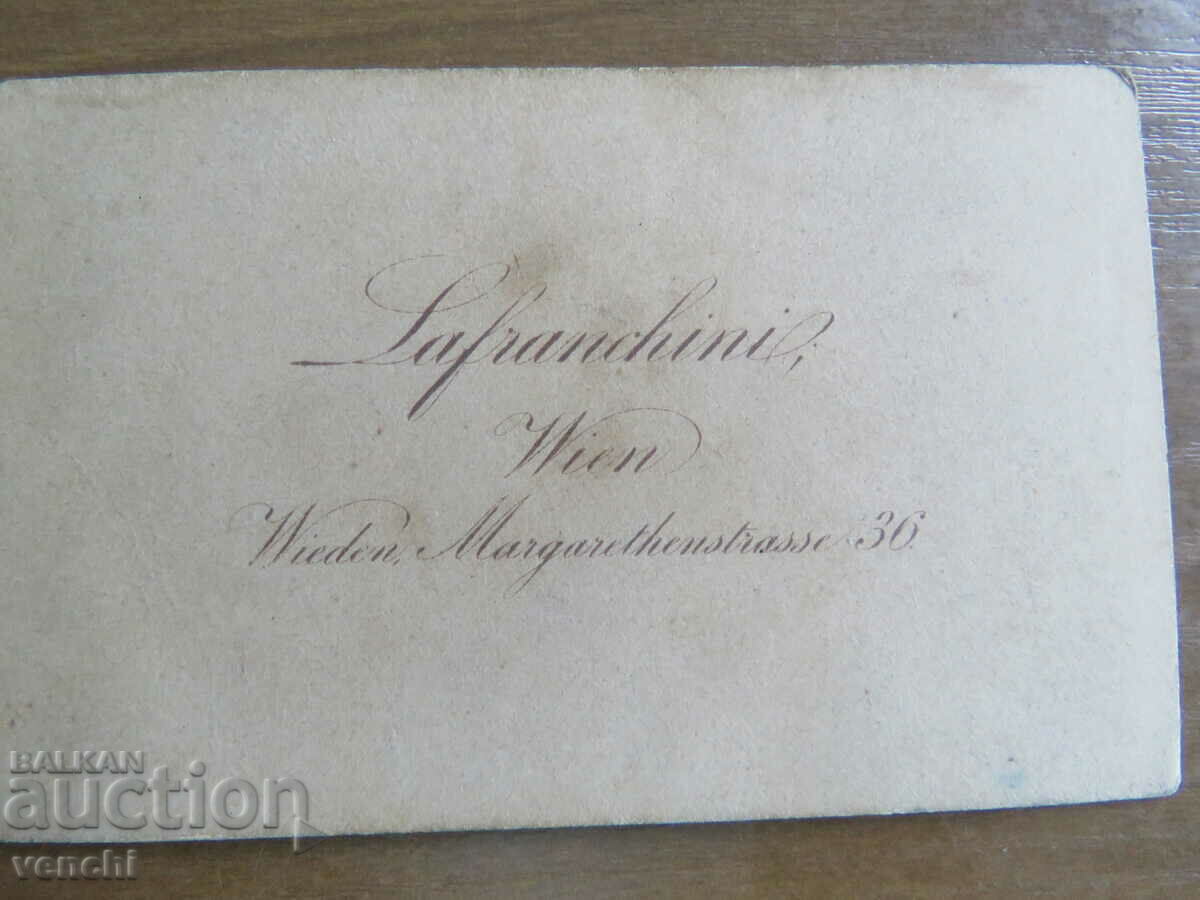 Lafranchini,
Wien
Wieden, Margarethenstrasse 36.
BALKAN
auction
venchi